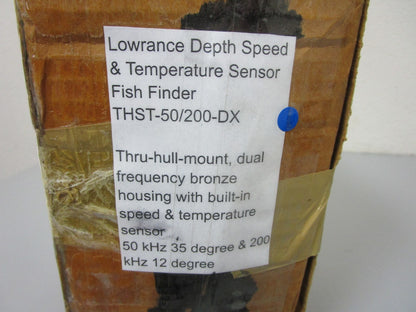 Lowrance Depth Speed
& Temperature Sensor
Fish Finder
THST-50/200-DX
Thru-hull-mount, dual
frequency bronze
housing with built-in
speed & temperature
sensor
50 kHz 35 degree & 200
kHz 12 degree